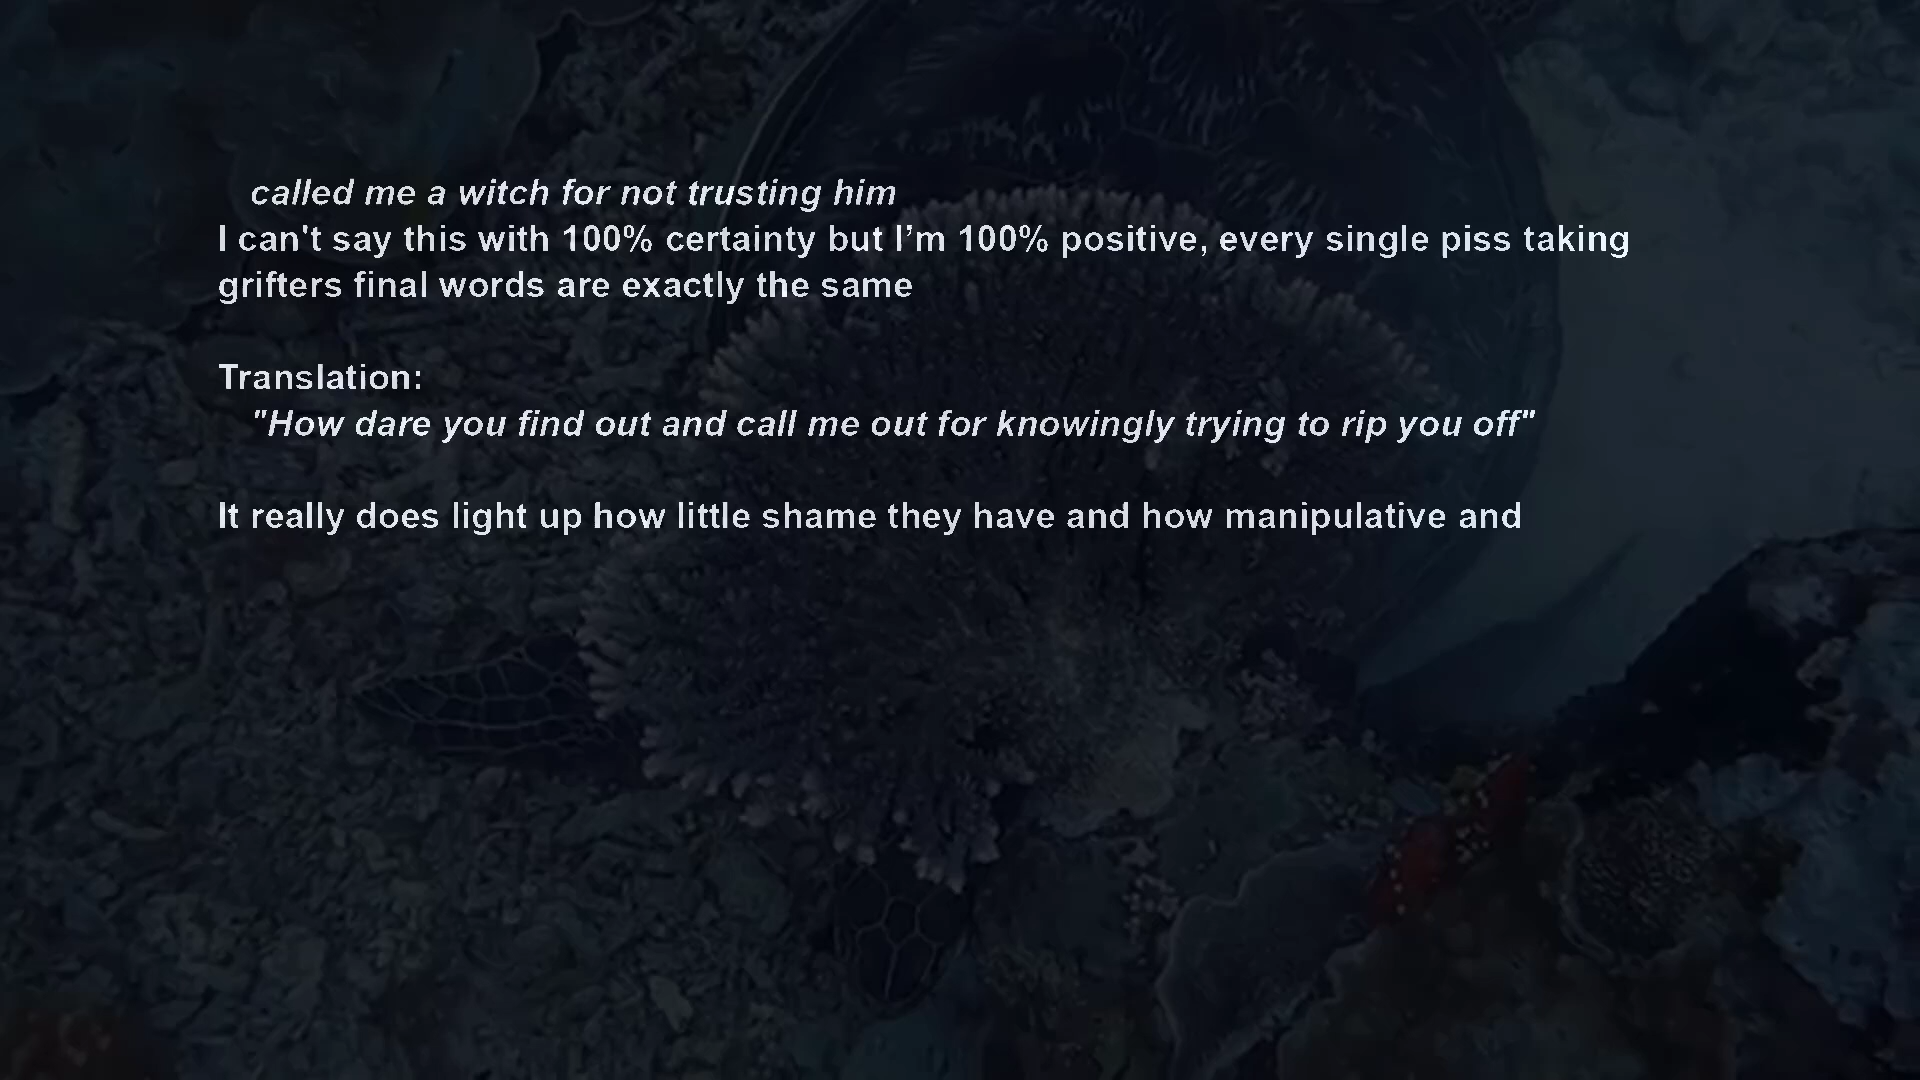 called me a witch for not trusting him
I can't say this with 100% certainty but I’m 100% positive, every single piss taking
grifters final words are exactly the same
Translation:
"How dare you find out and call me out for knowingly trying to rip you off"
It really does light up how little shame they have and how manipulative and